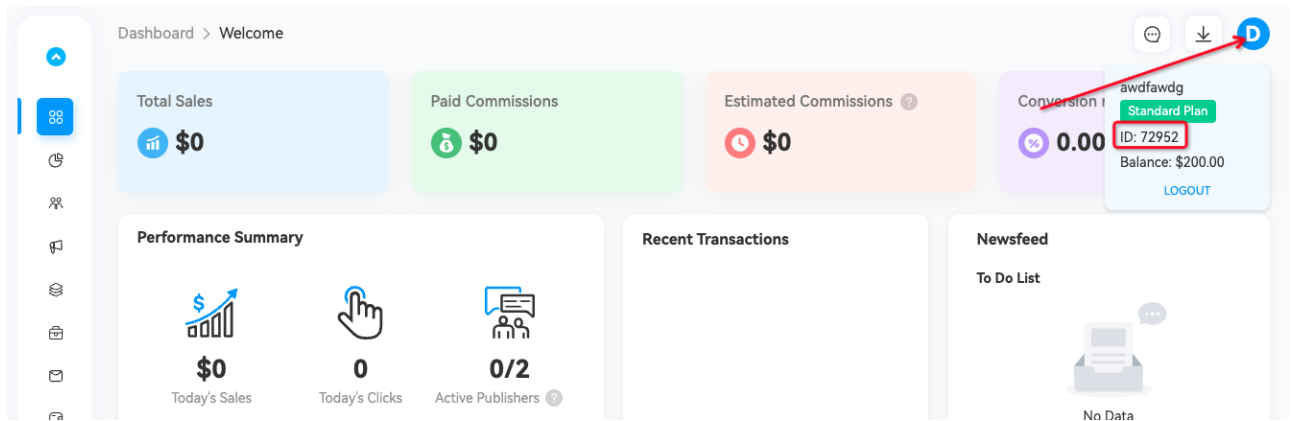 Dashboard > Welcome
D
Total Sales
$0
Paid Commissions
$0
Estimated Commissions ?
$0
Conversion
% 0.00
awdfawdg
Standard Plan
ID: 72952
Balance: $200.00
LOGOUT
Performance Summary
$0
Today's Sales
0
Today's Clicks
0/2
Active Publishers ?
Recent Transactions
Newsfeed
To Do List
No Data